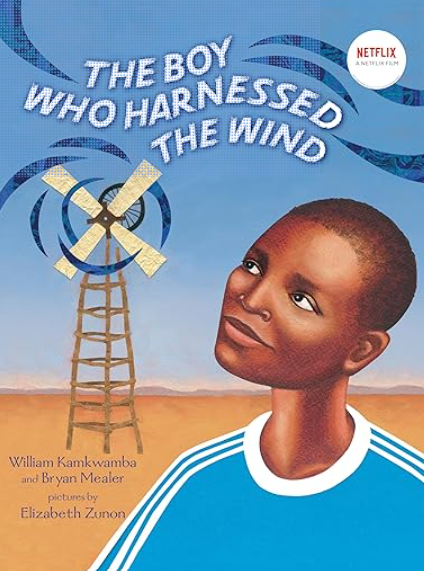 THE BOY
WHO HARNESSED
THE WIND
NETFLIX
A NETFLIX FILM
William Kamkwamba
and Bryan Mealer
pictures by
Elizabeth Zunon